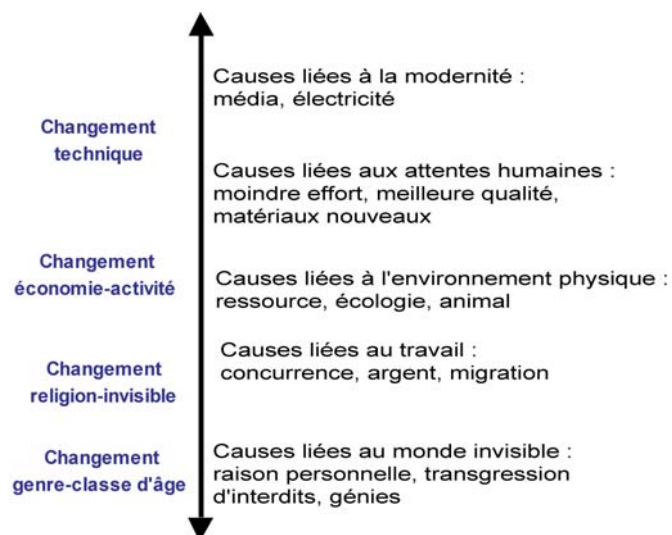 Causes liées à la modernité :
média, électricité
Changement
technique
Causes liées aux attentes humaines :
moindre effort, meilleure qualité,
matériaux nouveaux
Changement
économie-activité
Causes liées à l'environnement physique :
ressource, écologie, animal
Changement
religion-invisible
Causes liées au travail :
concurrence, argent, migration
Changement
genre-classe d'âge
Causes liées au monde invisible :
raison personnelle, transgression
d'interdits, génies